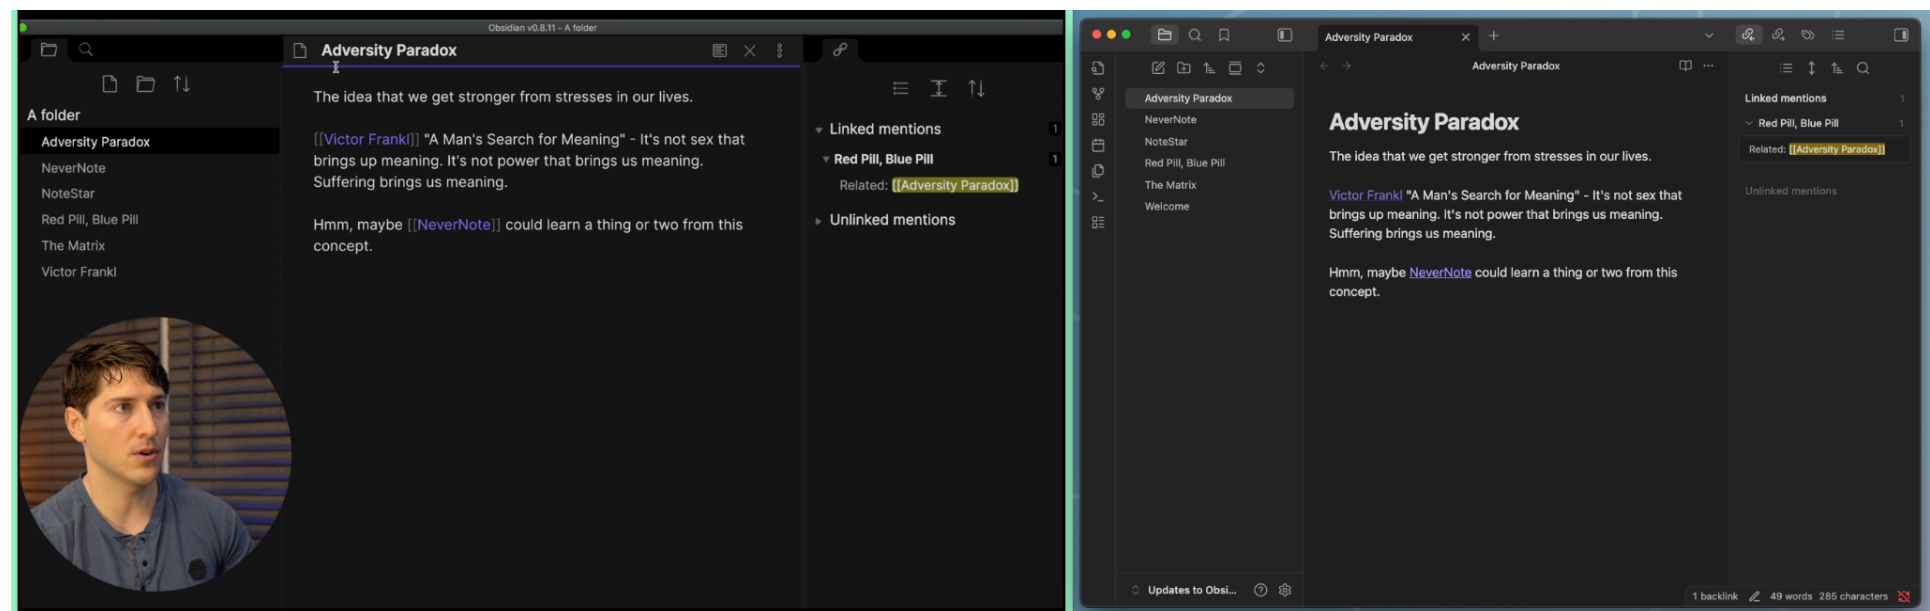 Obsidian v0.8.11 - A folder
Adversity Paradox
A folder
Adversity Paradox
NeverNote
NoteStar
Red Pill, Blue Pill
The Matrix
Victor Frankl
The idea that we get stronger from stresses in our lives.
[[Victor Frankl]] "A Man's Search for Meaning" - It's not sex that
brings up meaning. It's not power that brings us meaning.
Suffering brings us meaning.
Hmm, maybe [[NeverNote]] could learn a thing or two from this
concept.
Linked mentions 1
Red Pill, Blue Pill 1
Related: [[Adversity Paradox]]
Unlinked mentions
Adversity Paradox
Adversity Paradox
Adversity Paradox
NeverNote
NoteStar
Red Pill, Blue Pill
The Matrix
Welcome
Updates to Obsi...
Adversity Paradox
The idea that we get stronger from stresses in our lives.
Victor Frankl "A Man's Search for Meaning" - It's not sex that
brings up meaning. It's not power that brings us meaning.
Suffering brings us meaning.
Hmm, maybe NeverNote could learn a thing or two from this
concept.
Linked mentions 1
Red Pill, Blue Pill 1
Related: [[Adversity Paradox]]
Unlinked mentions
1 backlink 49 words 285 characters